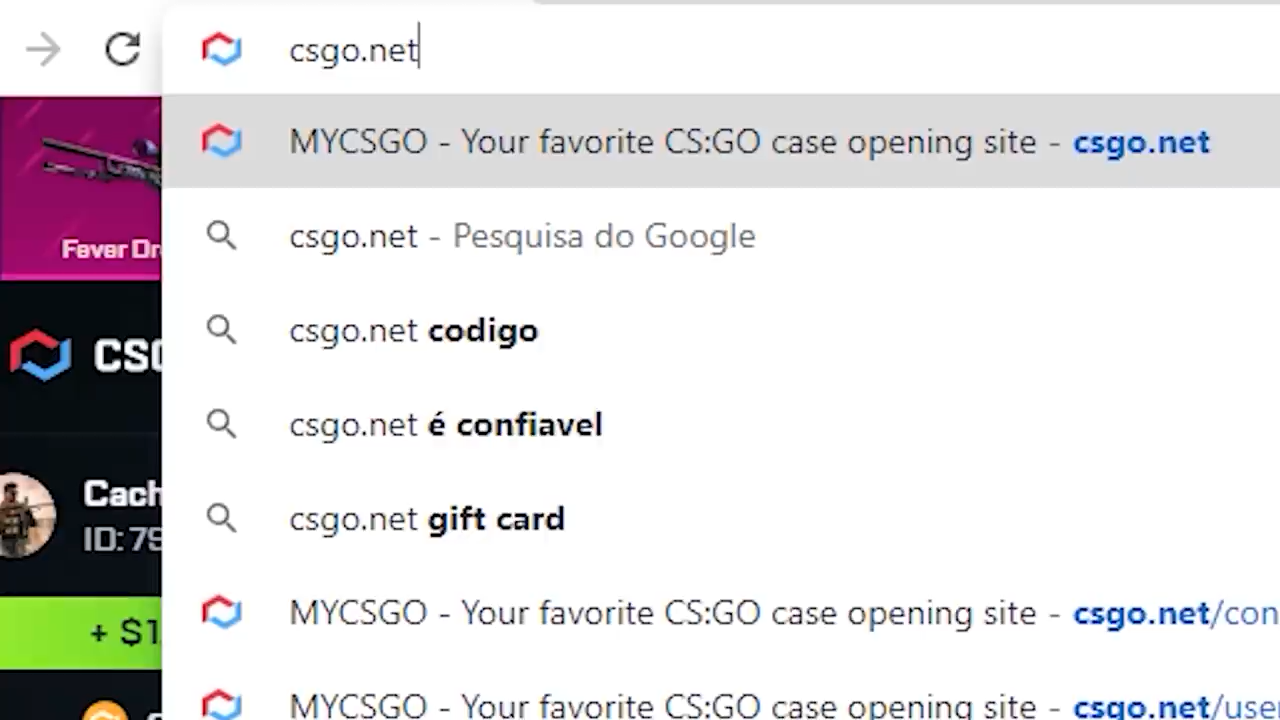 csgo.net
MYCSGO - Your favorite CS:GO case opening site - csgo.net
csgo.net - Pesquisa do Google
Fever Dr
csgo.net codigo
CSG
csgo.net é confiavel
Cach
ID: 79
csgo.net gift card
MYCSGO - Your favorite CS:GO case opening site - csgo.net/con
+ $1
MYCSGO - Your favorite CS:GO case opening site - csgo.net/user